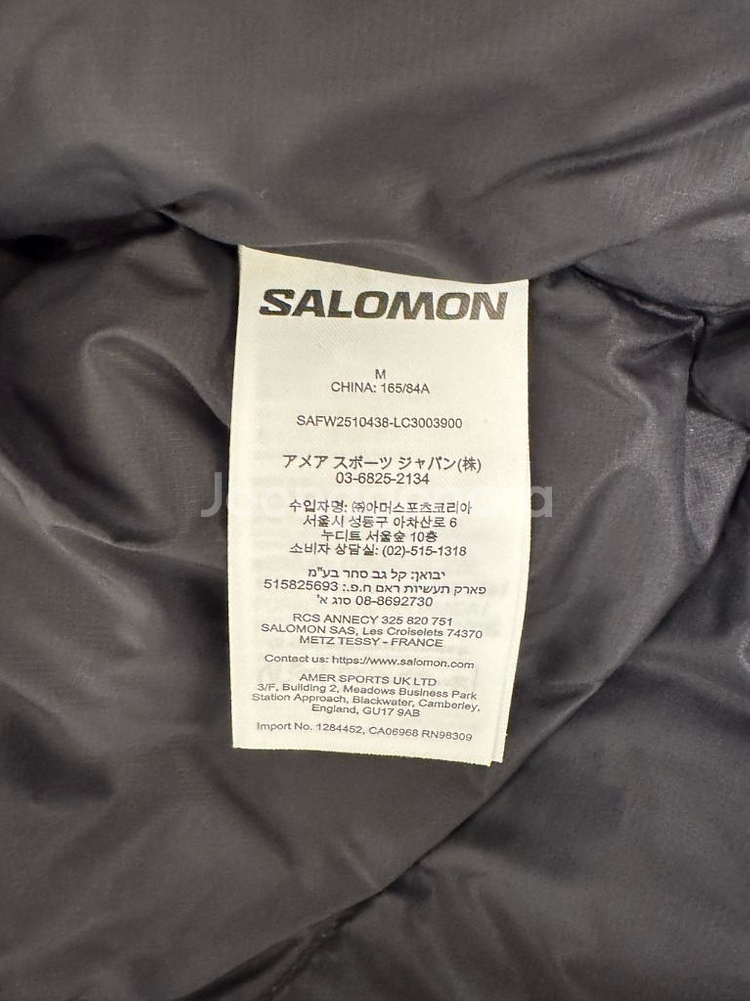 SALOMON
M
CHINA: 165/84A
SAFW2510438-LC3003900
アメア スポーツ ジャパン(株)
03-6825-2134
수입자명: ㈜아머스포츠코리아
서울시 성동구 아차산로 6
누디트 서울숲 10층
소비자 상담실: (02)-515-1318
יבואן: קל גב סחר בע"מ
פארק תעשיות ראם ח.פ.: 515825693
08-8692730 סוג א'
RCS ANNECY 325 820 751
SALOMON SAS, Les Croiselets 74370
METZ TESSY - FRANCE
Contact us: https://www.salomon.com
AMER SPORTS UK LTD
3/F, Building 2, Meadows Business Park
Station Approach, Blackwater, Camberley,
England, GU17 9AB
Import No. 1284452, CA06968 RN98309